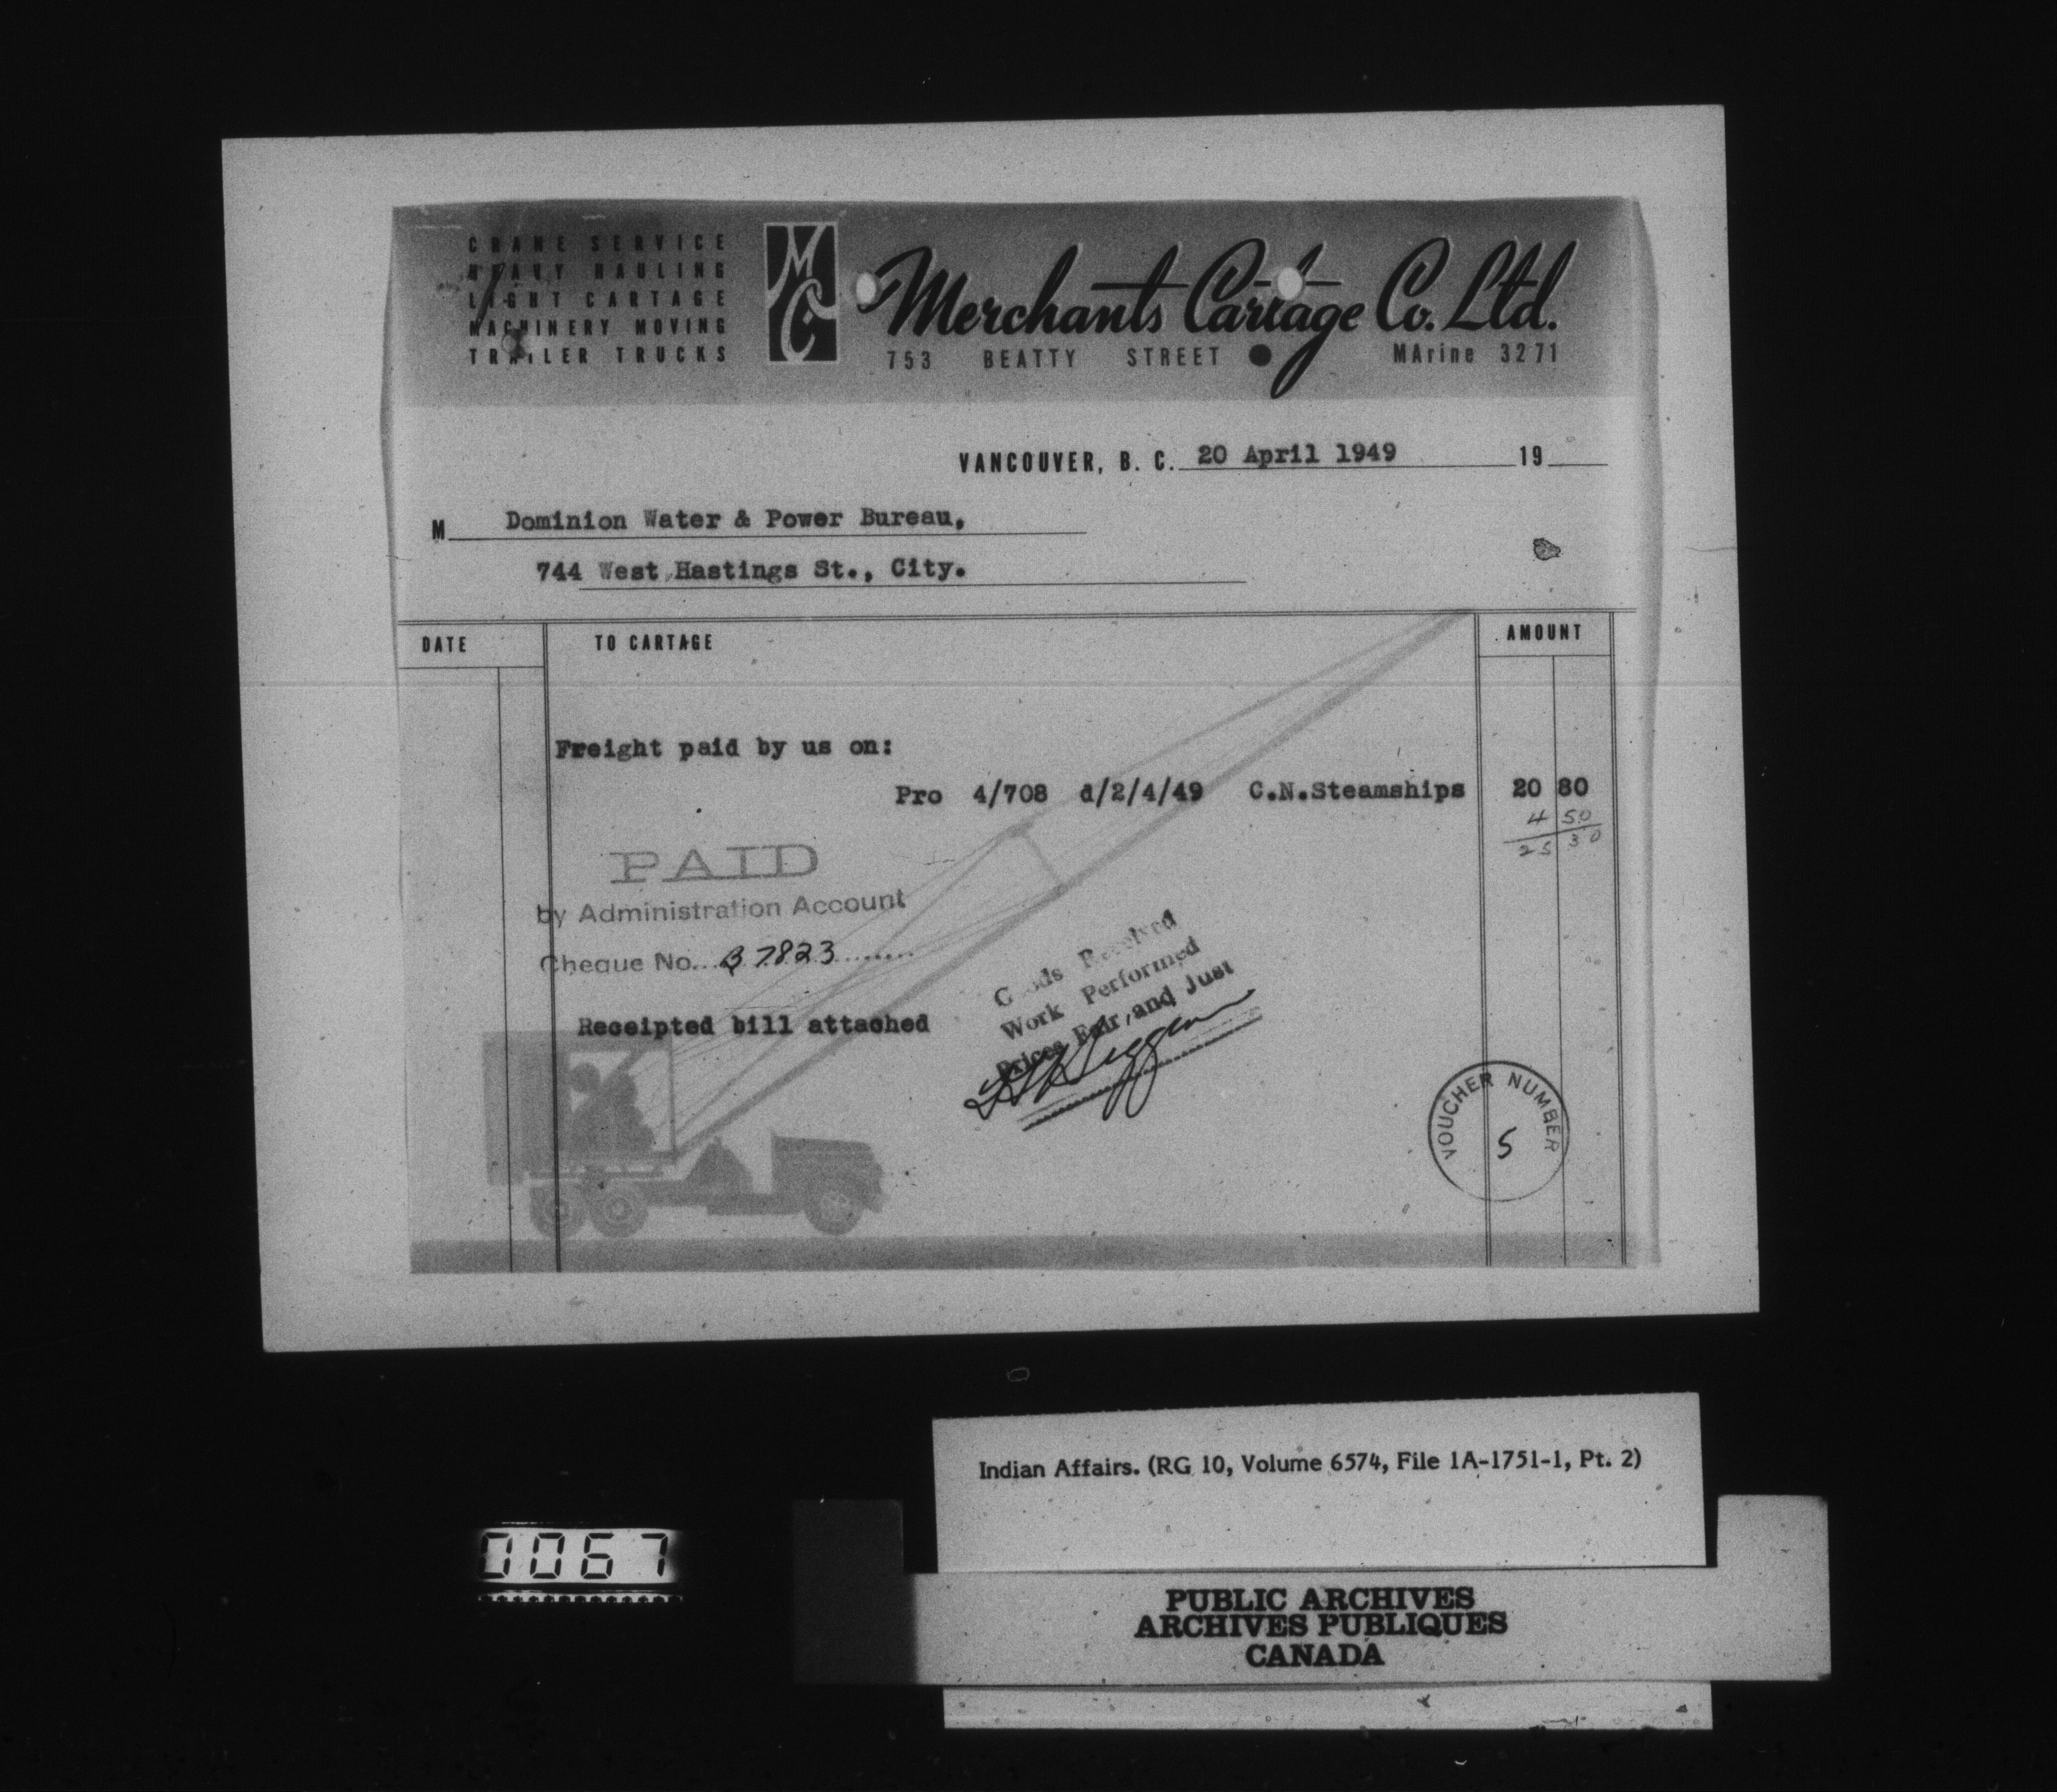 CRANE SERVICE
HEAVY HAULING
LIGHT CARTAGE
MACHINERY MOVING
TRAILER TRUCKS
MC
Merchants Cartage Co. Ltd.
753 BEATTY STREET ● MArine 3271
VANCOUVER, B. C. 20 April 1949 19
M Dominion Water & Power Bureau,
744 West Hastings St., City.
DATE TO CARTAGE AMOUNT
Freight paid by us on:
Pro 4/708 d/2/4/49 C.N.Steamships 20 80
4 50
25 30
PAID
by Administration Account
Cheque No. B 7823
Goods Received
Work Performed
Prices Fair, and Just
Receipted bill attached
VOUCHER NUMBER
5
Indian Affairs. (RG 10, Volume 6574, File 1A-1751-1, Pt. 2)
0067
PUBLIC ARCHIVES
ARCHIVES PUBLIQUES
CANADA